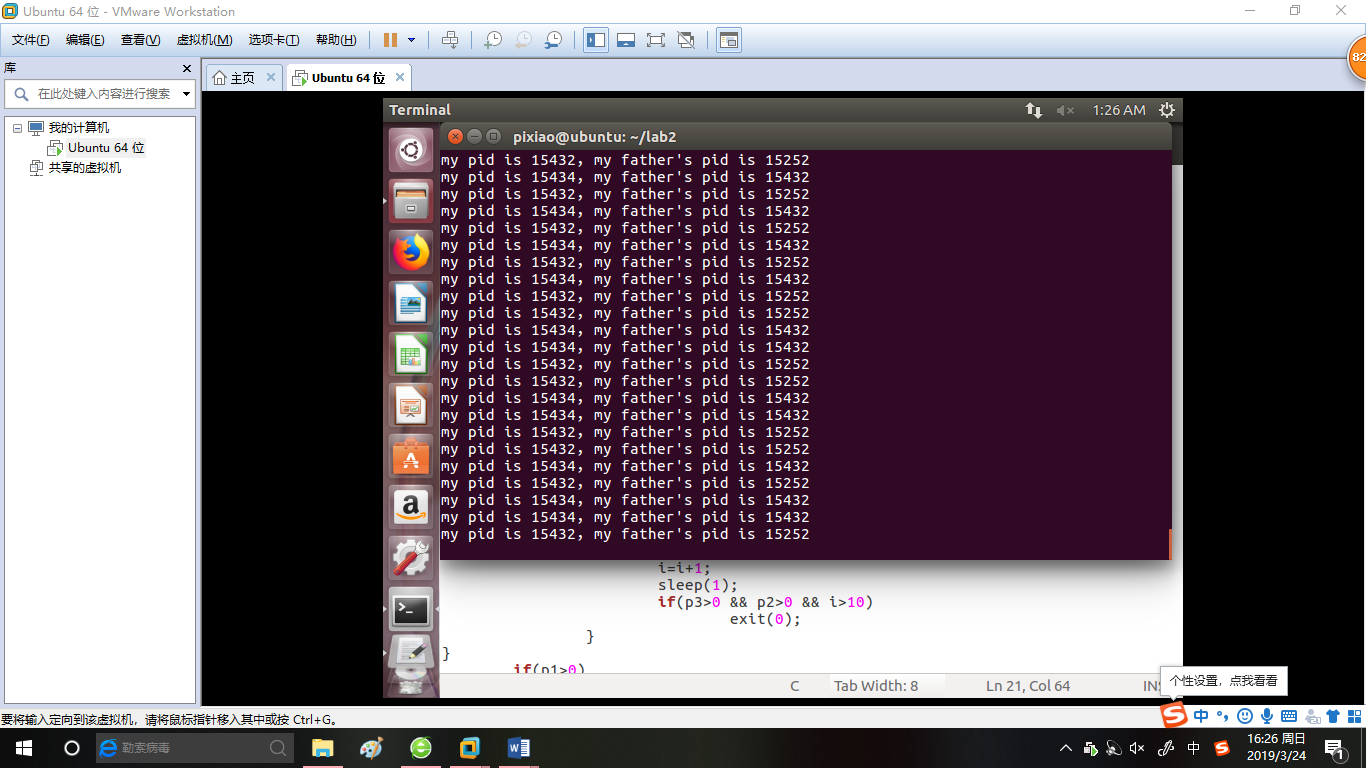 Ubuntu 64 位 - VMware Workstation
文件(F) 编辑(E) 查看(V) 虚拟机(M) 选项卡(T) 帮助(H)
82
库
在此处键入内容进行搜索
我的计算机
Ubuntu 64 位
共享的虚拟机
主页
Ubuntu 64 位
Terminal
1:26 AM
pixiao@ubuntu: ~/lab2
my pid is 15432, my father's pid is 15252
my pid is 15434, my father's pid is 15432
my pid is 15432, my father's pid is 15252
my pid is 15434, my father's pid is 15432
my pid is 15432, my father's pid is 15252
my pid is 15434, my father's pid is 15432
my pid is 15432, my father's pid is 15252
my pid is 15434, my father's pid is 15432
my pid is 15432, my father's pid is 15252
my pid is 15432, my father's pid is 15252
my pid is 15434, my father's pid is 15432
my pid is 15434, my father's pid is 15432
my pid is 15432, my father's pid is 15252
my pid is 15432, my father's pid is 15252
my pid is 15434, my father's pid is 15432
my pid is 15434, my father's pid is 15432
my pid is 15432, my father's pid is 15252
my pid is 15432, my father's pid is 15252
my pid is 15434, my father's pid is 15432
my pid is 15432, my father's pid is 15252
my pid is 15434, my father's pid is 15432
my pid is 15434, my father's pid is 15432
my pid is 15432, my father's pid is 15252
i=i+1;
sleep(1);
if(p3>0 && p2>0 && i>10)
exit(0);
}
}
if(p1>0)
C Tab Width: 8 Ln 21, Col 64 INS
个性设置，点我看看
要将输入定向到该虚拟机，请将鼠标指针移入其中或按 Ctrl+G。
中
勒索病毒
中
16:26 周日
2019/3/24
1